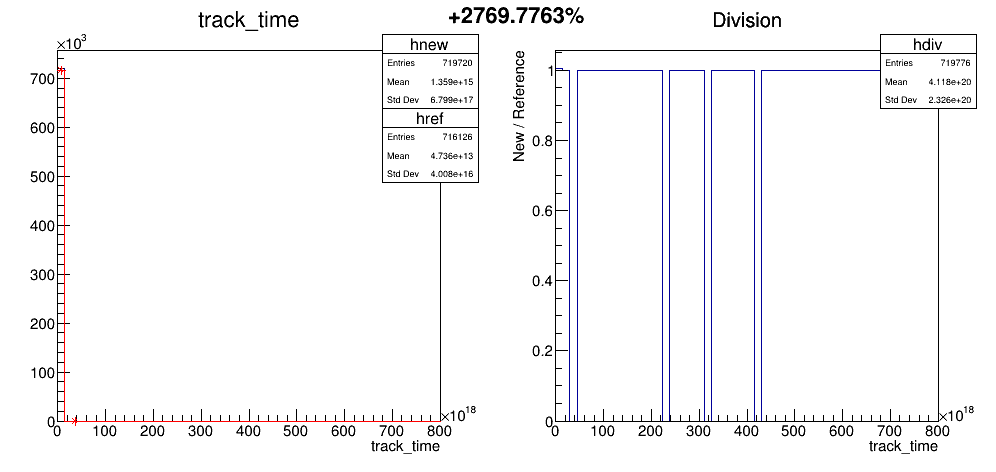 +2769.7763%
track_time
×10³
hnew
Entries 719720
Mean 1.359e+15
Std Dev 6.799e+17
href
Entries 716126
Mean 4.736e+13
Std Dev 4.008e+16
700
600
500
400
300
200
100
0
0 100 200 300 400 500 600 700 800
×10¹⁸
track_time
Division
hdiv
Entries 719776
Mean 4.118e+20
Std Dev 2.326e+20
New / Reference
1
0.8
0.6
0.4
0.2
0
0 100 200 300 400 500 600 700 800
×10¹⁸
track_time